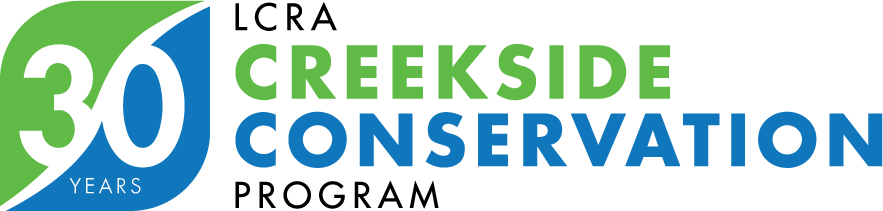 30
YEARS
LCRA
CREEKSIDE
CONSERVATION
PROGRAM